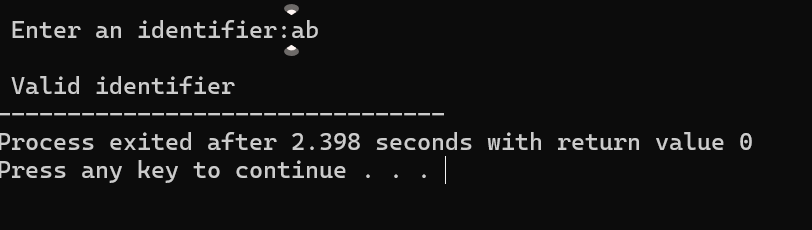 Enter an identifier:ab
Valid identifier
--------------------------------
Process exited after 2.398 seconds with return value 0
Press any key to continue . . .